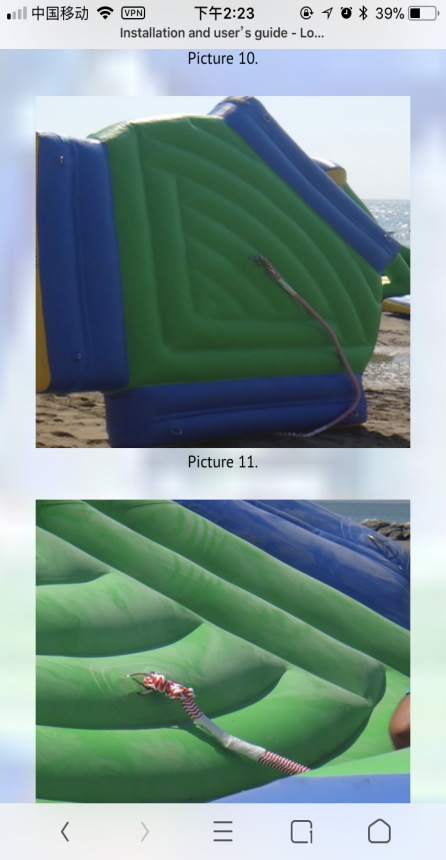 中国移动 VPN 下午2:23 39%
Installation and user's guide - Lo...
Picture 10.
Picture 11.